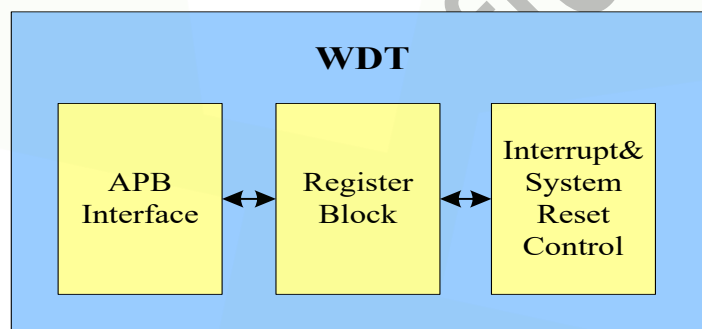 WDT
APB
Interface
Register
Block
Interrupt&
System
Reset
Control